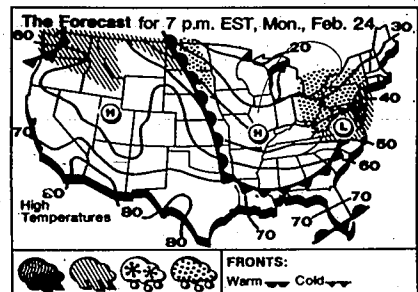 The Forecast for 7 p.m. EST, Mon., Feb. 24
30
60
20
H
40
70
H
L
50
60
80
High
Temperatures
80
80
70
70
70
FRONTS:
Warm Cold